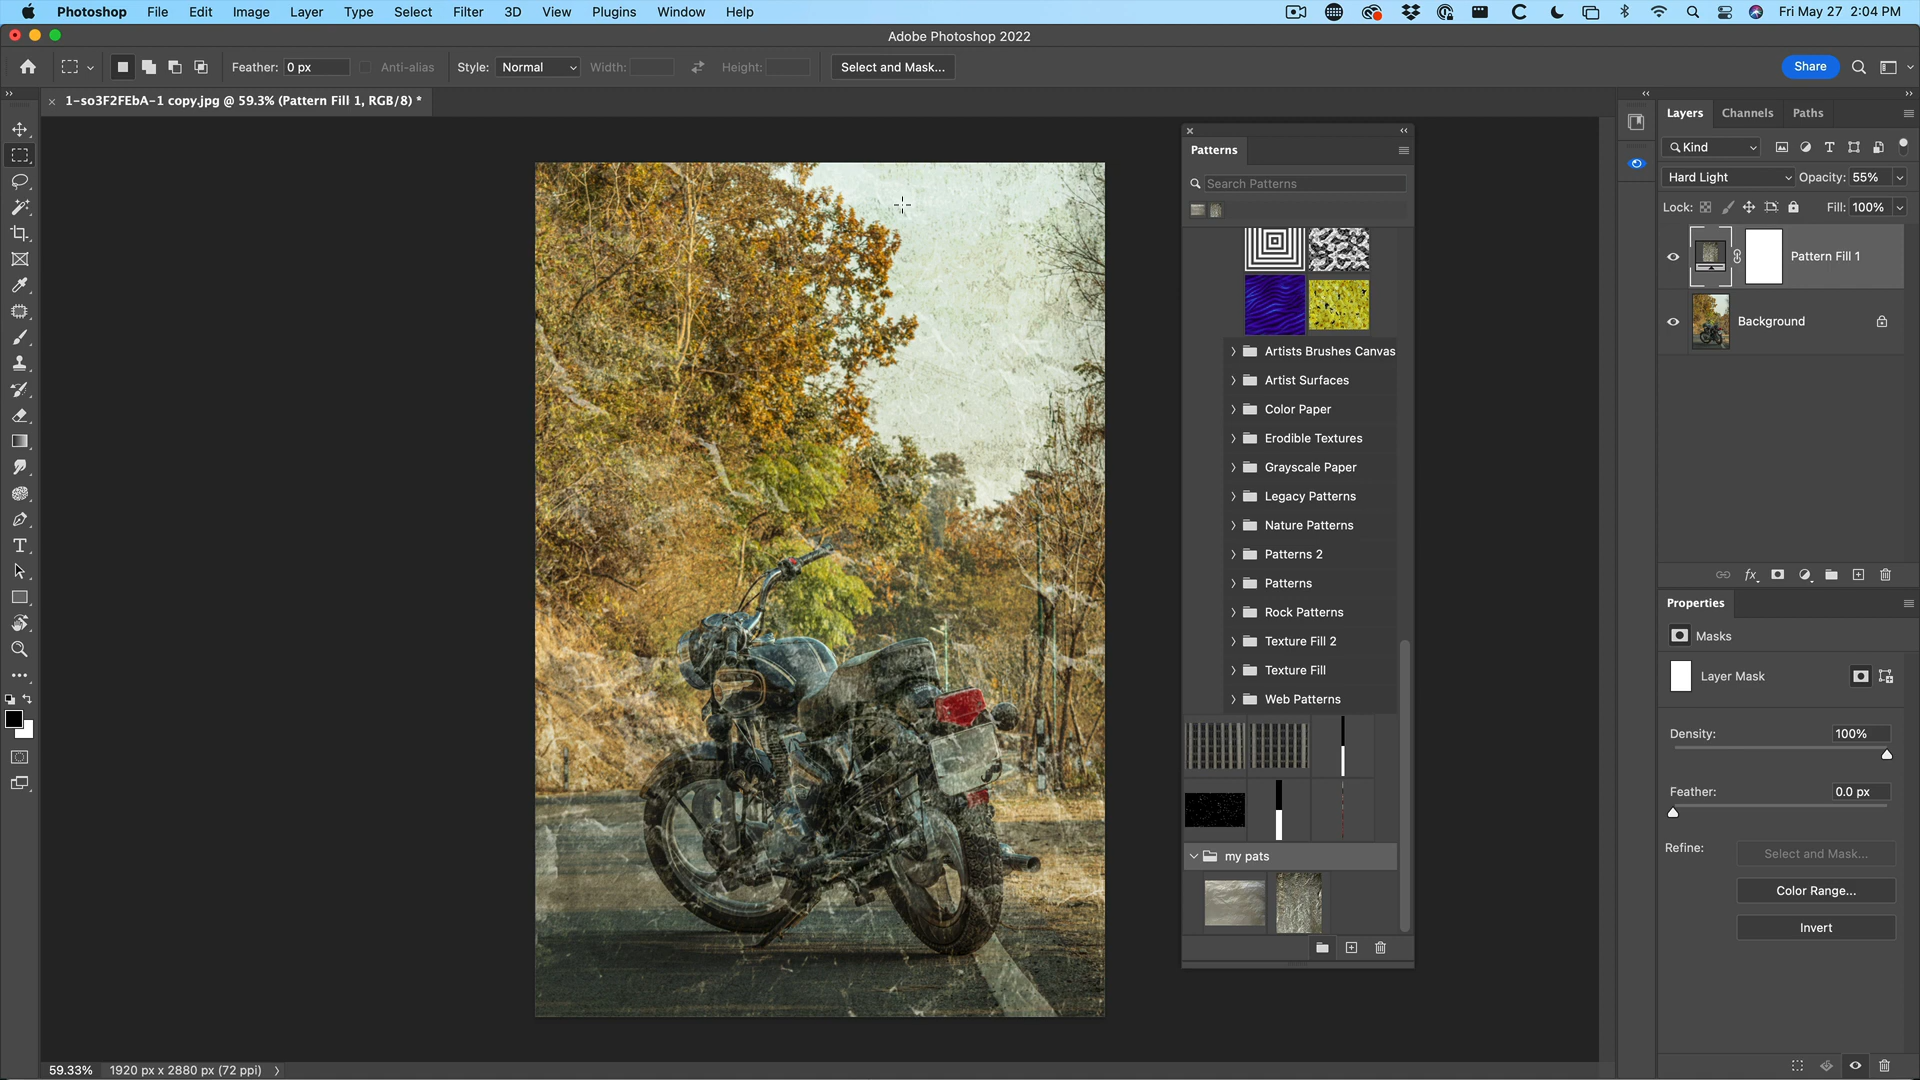 Photoshop File Edit Image Layer Type Select Filter 3D View Plugins Window Help Fri May 27 2:04 PM
Adobe Photoshop 2022
Feather: 0 px Anti-alias Style: Normal Width: Height: Select and Mask... Share
1-so3F2FEbA-1 copy.jpg @ 59.3% (Pattern Fill 1, RGB/8) *
Patterns
Search Patterns
Artists Brushes Canvas
Artist Surfaces
Color Paper
Erodible Textures
Grayscale Paper
Legacy Patterns
Nature Patterns
Patterns 2
Patterns
Rock Patterns
Texture Fill 2
Texture Fill
Web Patterns
my pats
Layers Channels Paths
Kind
Hard Light Opacity: 55%
Lock: Fill: 100%
Pattern Fill 1
Background
fx
Properties
Masks
Layer Mask
Density: 100%
Feather: 0.0 px
Refine: Select and Mask...
Color Range...
Invert
59.33% 1920 px x 2880 px (72 ppi)